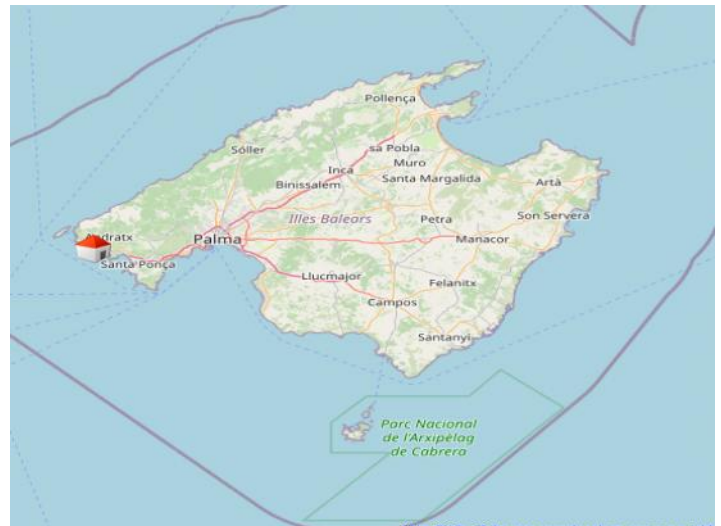 Pollença
sa Pobla
Sóller
Muro
Inca
Santa Margalida
Binissalem
Artà
Illes Balears
Petra
Son Servera
Andratx
Palma
Manacor
Santa Ponça
Llucmajor
Felanitx
Campos
Santanyí
Parc Nacional
de l'Arxipèlag
de Cabrera